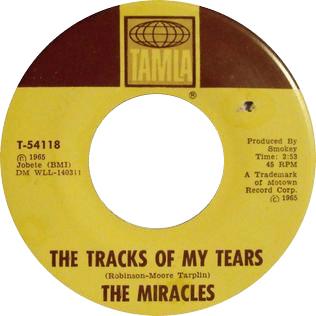 TAMLA
®
T-54118
Ⓟ 1965
Jobete (BMI)
DM WLL-140311
Produced By
Smokey
Time: 2:53
45 RPM
A Trademark
of Motown
Record Corp.
© 1965
THE TRACKS OF MY TEARS
(Robinson-Moore Tarplin)
THE MIRACLES